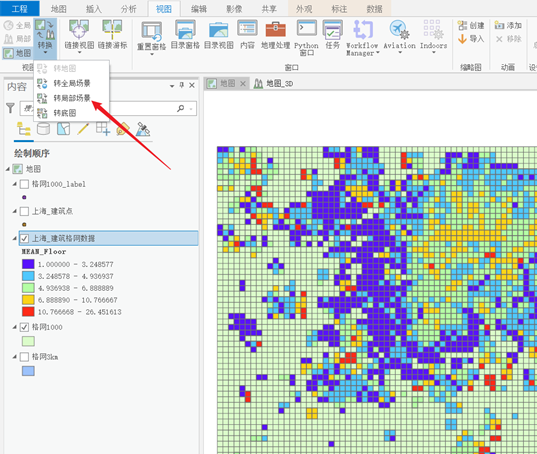 工程 地图 插入 分析 视图 编辑 影像 共享 外观 标注 数据
全局
局部
地图
转换
链接视图 链接游标
重置窗格 目录窗格 目录视图 内容 地理处理 Python 窗口 任务 Workflow Manager Aviation Indoors
创建
导入
添加
移除
视图
链接
窗口
缩略图 动画
转地图
转全局场景
转局部场景
转底图
内容
地图 地图_3D
绘制顺序
地图
格网1000_label
上海_建筑点
上海_建筑格网数据
MEAN_Floor
1.000000 - 3.248577
3.248578 - 4.936937
4.936938 - 6.888889
6.888890 - 10.766667
10.766668 - 26.451613
格网1000
格网3km